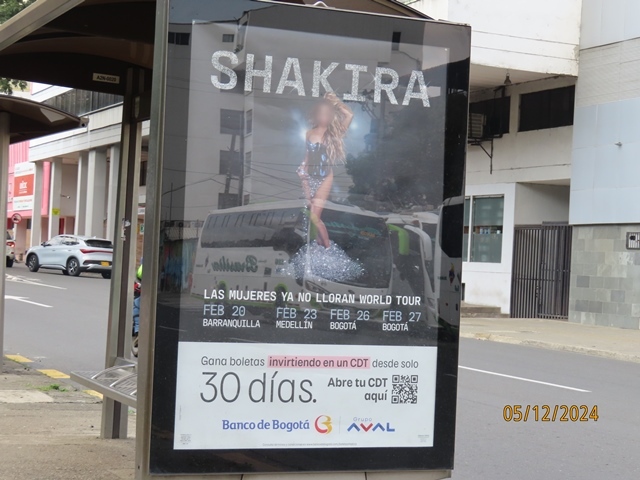 SHAKIRA
LAS MUJERES YA NO LLORAN WORLD TOUR
FEB 20 FEB 23 FEB 26 FEB 27
BARRANQUILLA MEDELLÍN BOGOTÁ BOGOTÁ
Gana boletas invirtiendo en un CDT desde solo
30 días. Abre tu CDT
aquí
Banco de Bogotá Grupo
AVAL
05/12/2024